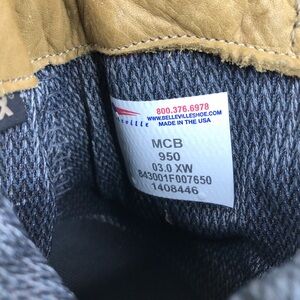 800.376.6978
WWW.BELLEVILLESHOE.COM
MADE IN THE USA
MCB
950
03.0 XW
843001F007650
1408446